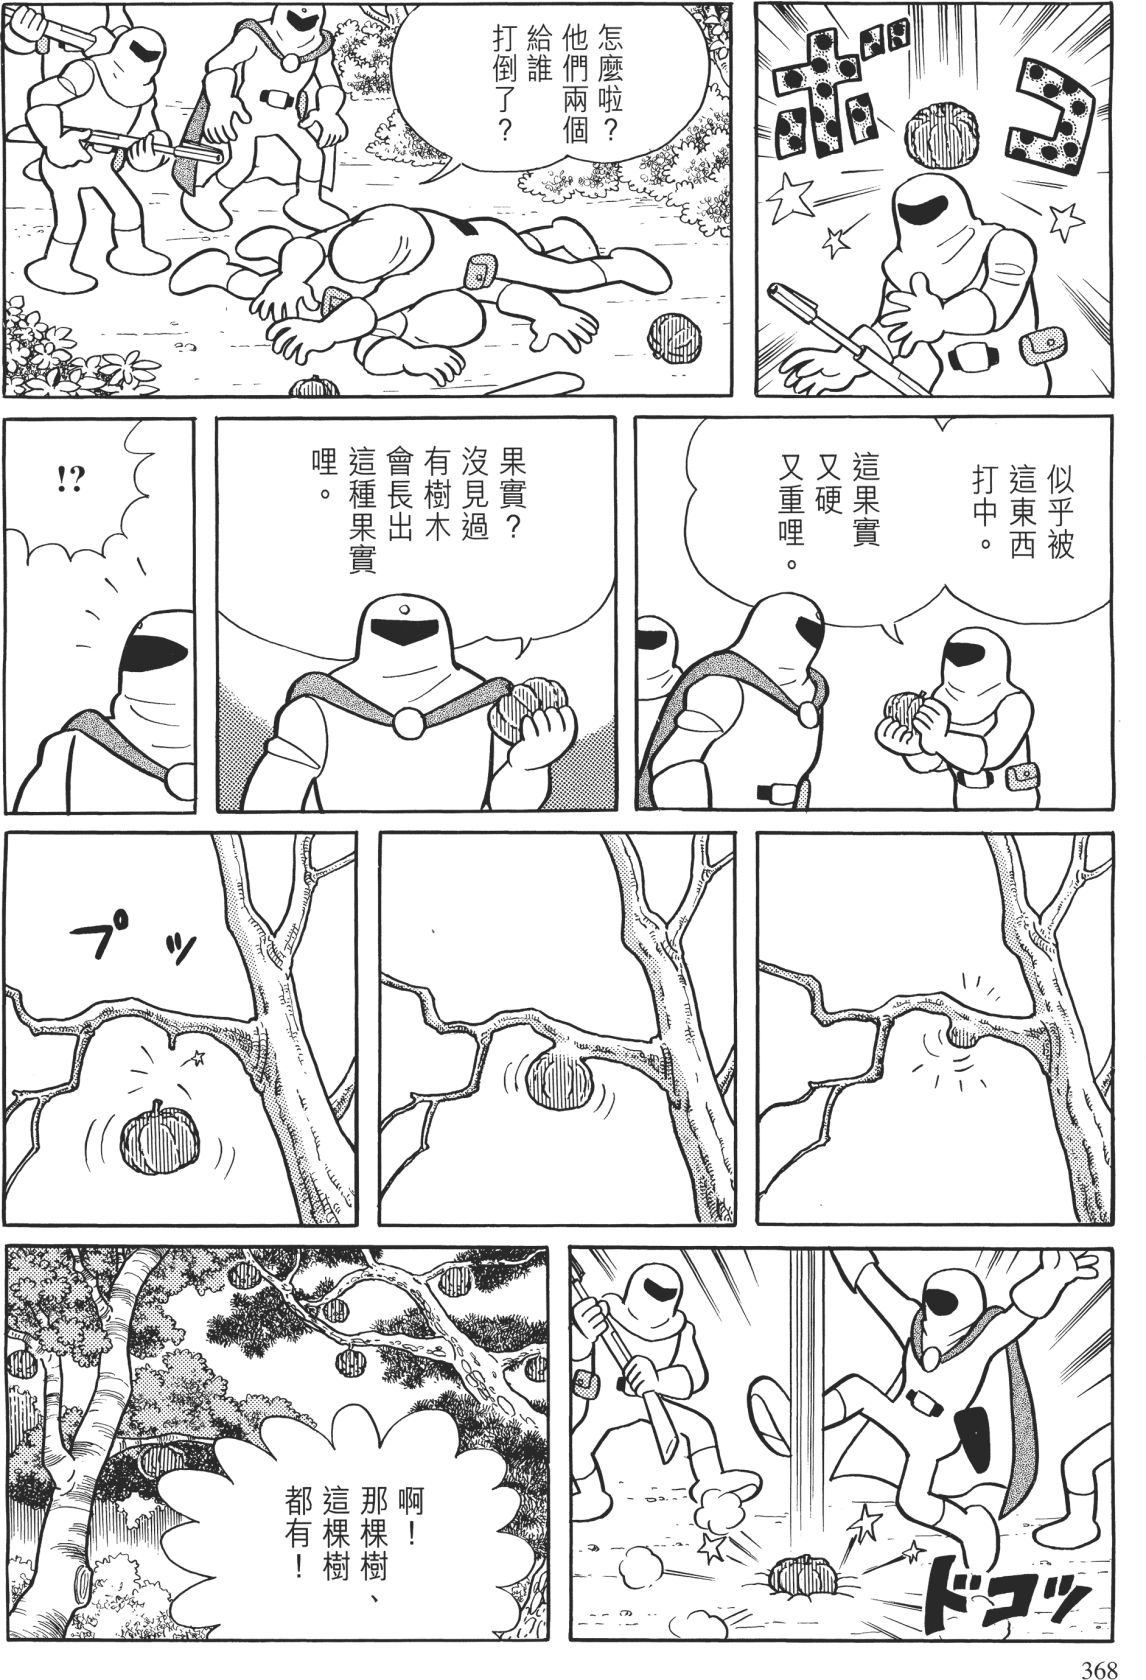 ボゴ
怎麼啦？
他們兩個
給誰
打倒了？
似乎被
這東西
打中。
這果實
又硬
又重哩。
果實？
沒見過
有樹木
會長出
這種果實
哩。
!?
プッ
ドコッ
啊！
那棵樹、
這棵樹
都有！
368